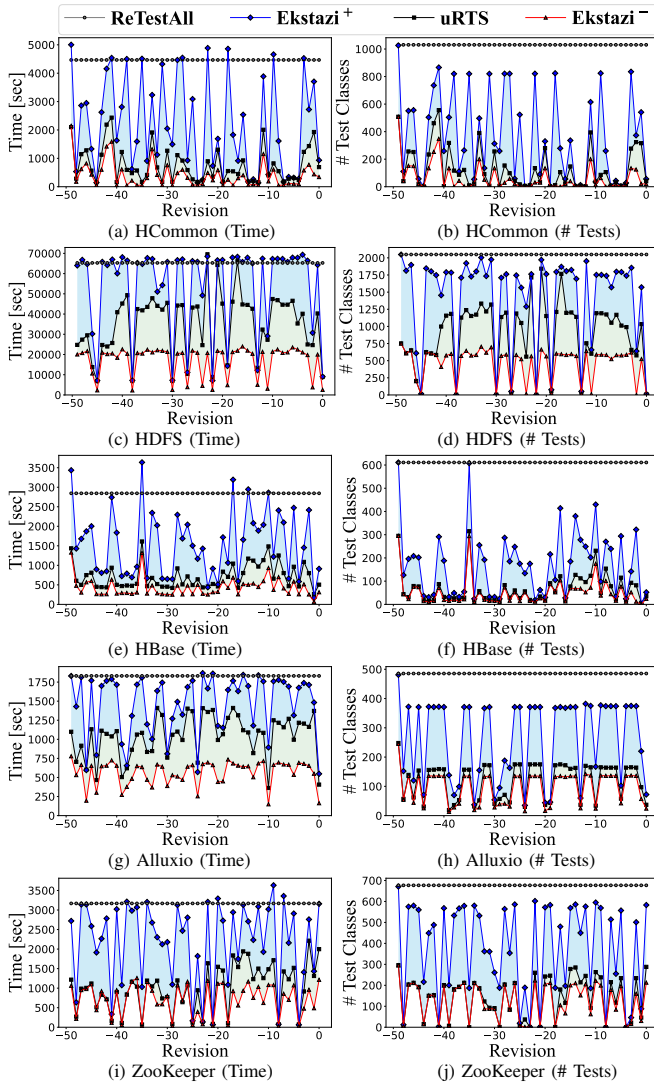 ReTestAll Ekstazi+ uRTS Ekstazi−
Time [sec]
5000
4000
3000
2000
1000
0
−50 −40 −30 −20 −10 0
Revision
(a) HCommon (Time)
# Test Classes
1000
800
600
400
200
0
−50 −40 −30 −20 −10 0
Revision
(b) HCommon (# Tests)
Time [sec]
70000
60000
50000
40000
30000
20000
10000
0
−50 −40 −30 −20 −10 0
Revision
(c) HDFS (Time)
# Test Classes
2000
1750
1500
1250
1000
750
500
250
0
−50 −40 −30 −20 −10 0
Revision
(d) HDFS (# Tests)
Time [sec]
3500
3000
2500
2000
1500
1000
500
0
−50 −40 −30 −20 −10 0
Revision
(e) HBase (Time)
# Test Classes
600
500
400
300
200
100
0
−50 −40 −30 −20 −10 0
Revision
(f) HBase (# Tests)
Time [sec]
1750
1500
1250
1000
750
500
250
0
−50 −40 −30 −20 −10 0
Revision
(g) Alluxio (Time)
# Test Classes
500
400
300
200
100
0
−50 −40 −30 −20 −10 0
Revision
(h) Alluxio (# Tests)
Time [sec]
3500
3000
2500
2000
1500
1000
500
0
−50 −40 −30 −20 −10 0
Revision
(i) ZooKeeper (Time)
# Test Classes
700
600
500
400
300
200
100
0
−50 −40 −30 −20 −10 0
Revision
(j) ZooKeeper (# Tests)